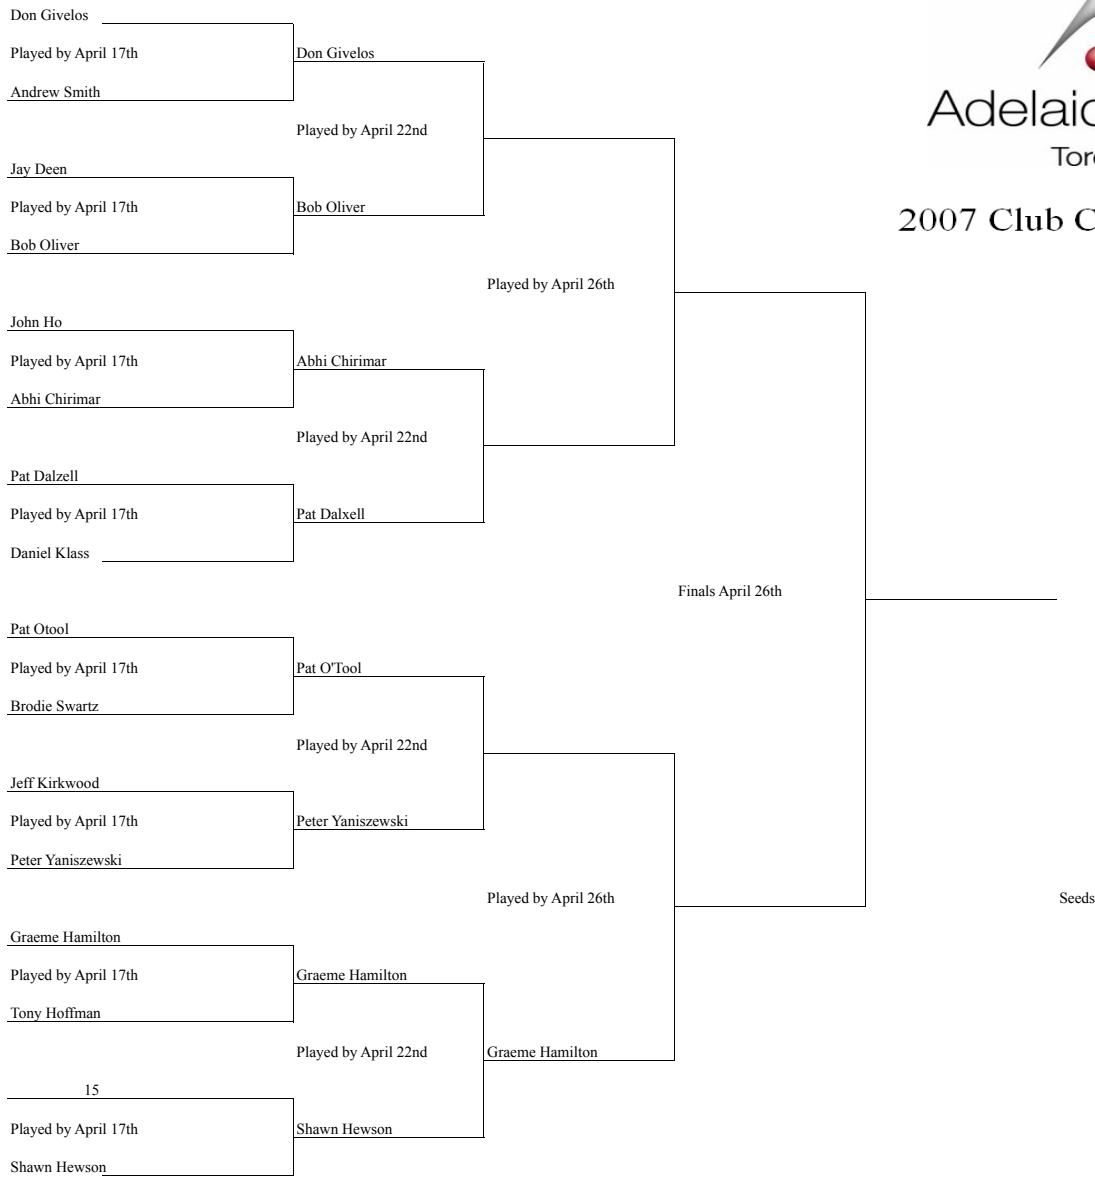 Don Givelos
Played by April 17th
Don Givelos
Andrew Smith
Played by April 22nd
Jay Deen
Played by April 17th
Bob Oliver
Bob Oliver
Played by April 26th
John Ho
Played by April 17th
Abhi Chirimar
Abhi Chirimar
Played by April 22nd
Pat Dalzell
Played by April 17th
Pat Dalxell
Daniel Klass
Finals April 26th
Pat Otool
Played by April 17th
Pat O'Tool
Brodie Swartz
Played by April 22nd
Jeff Kirkwood
Played by April 17th
Peter Yaniszewski
Peter Yaniszewski
Played by April 26th
Graeme Hamilton
Played by April 17th
Graeme Hamilton
Tony Hoffman
Played by April 22nd
Graeme Hamilton
15
Played by April 17th
Shawn Hewson
Shawn Hewson
Adelaid
Toro
2007 Club C
Seeds